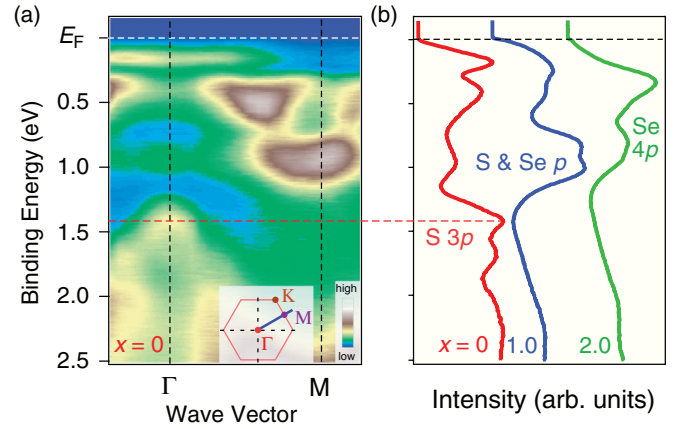 (a)
E_F
0.5
1.0
1.5
2.0
2.5
Binding Energy (eV)
x = 0
K
M
Γ
high
low
Γ
M
Wave Vector
(b)
Se
4p
S & Se p
S 3p
x = 0
1.0
2.0
Intensity (arb. units)